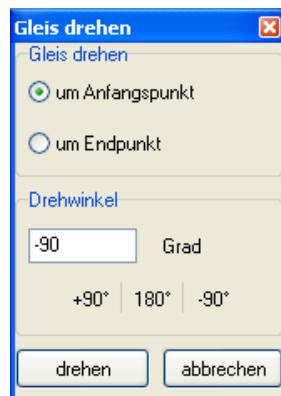 Gleis drehen
Gleis drehen
um Anfangspunkt
um Endpunkt
Drehwinkel
-90 Grad
+90° 180° -90°
drehen abbrechen